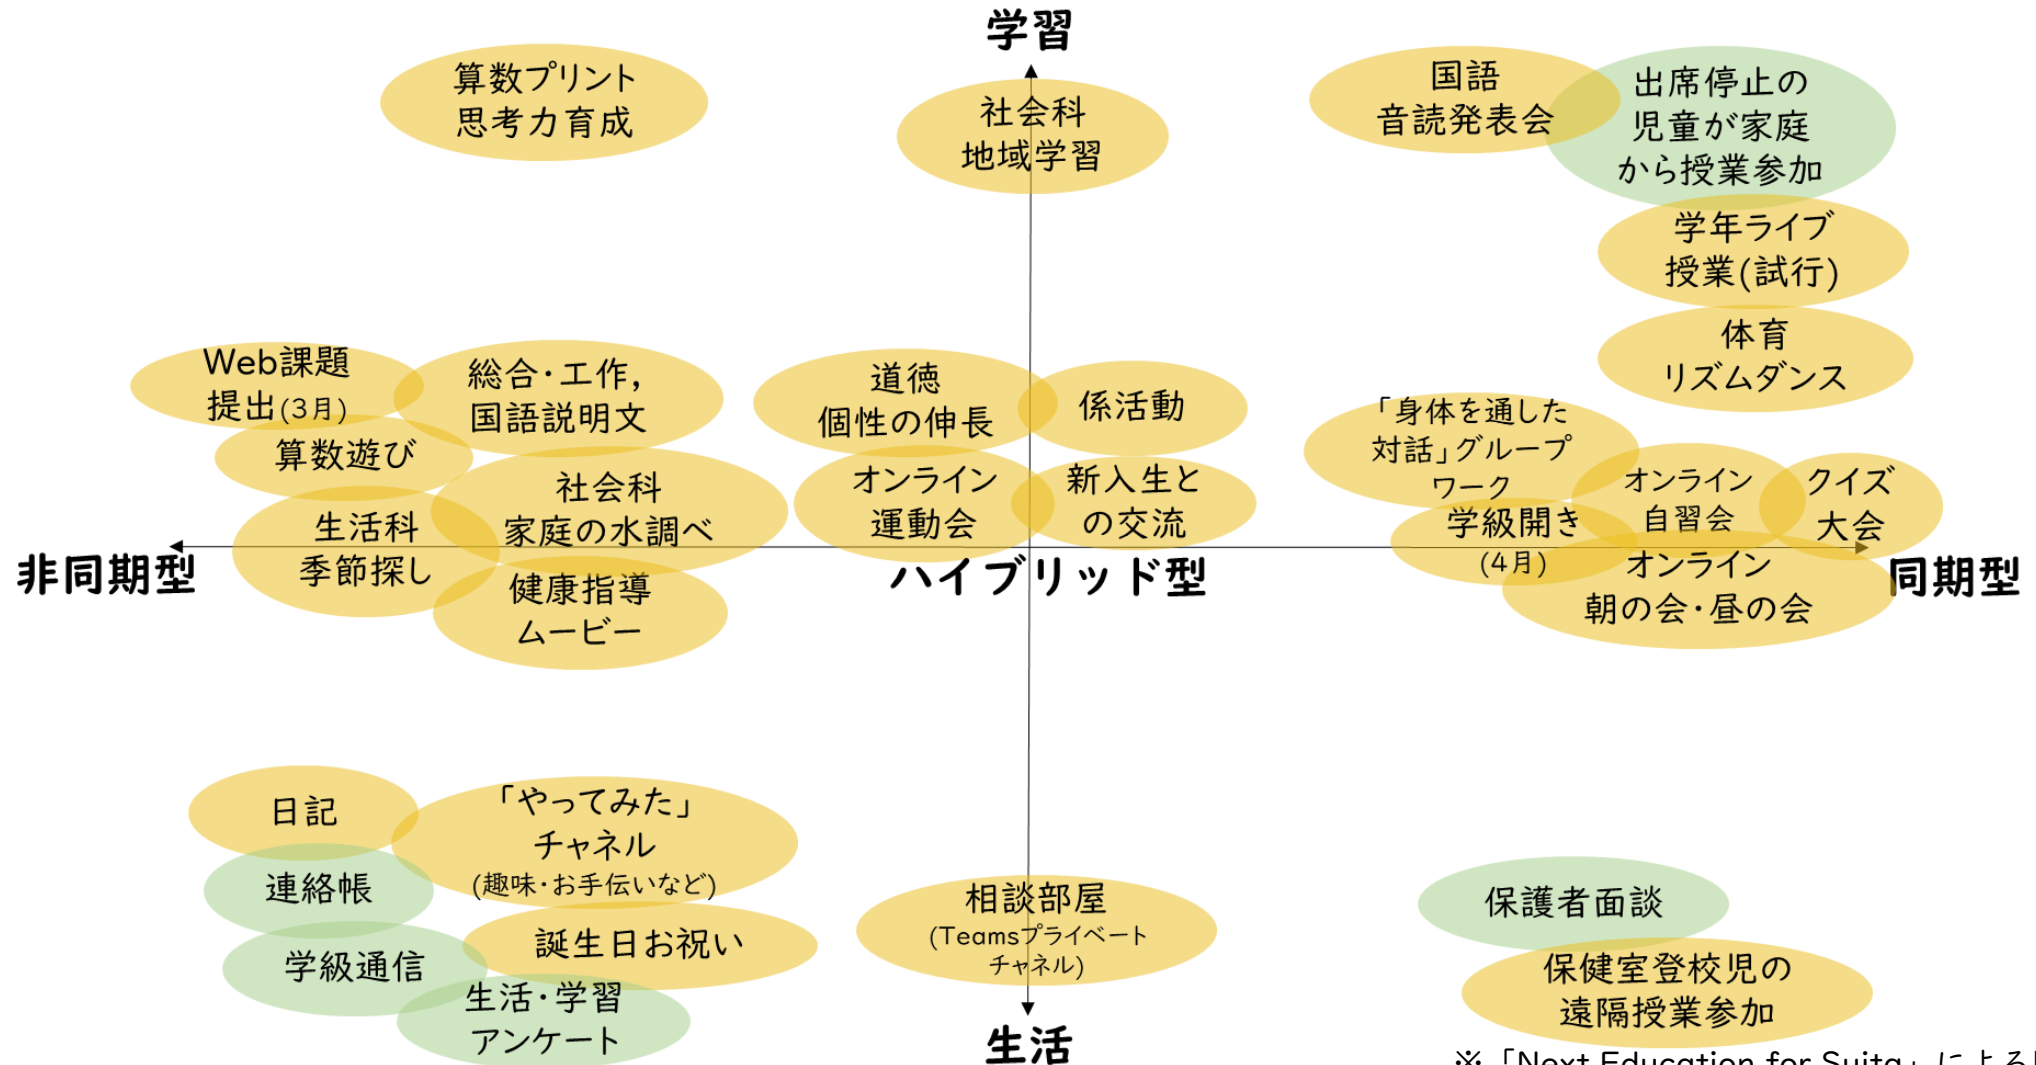 学習
算数プリント
思考力育成
社会科
地域学習
国語
音読発表会
出席停止の
児童が家庭
から授業参加
学年ライブ
授業(試行)
体育
リズムダンス
Web課題
提出(3月)
総合・工作,
国語説明文
算数遊び
社会科
家庭の水調べ
生活科
季節探し
健康指導
ムービー
道徳
個性の伸長
係活動
オンライン
運動会
新入生と
の交流
「身体を通した
対話」グループ
ワーク
オンライン
自習会
クイズ
大会
学級開き
(4月)
オンライン
朝の会・昼の会
非同期型
ハイブリッド型
同期型
日記
「やってみた」
チャネル
(趣味・お手伝いなど)
連絡帳
誕生日お祝い
学級通信
生活・学習
アンケート
相談部屋
(Teamsプライベート
チャネル)
保護者面談
保健室登校児の
遠隔授業参加
生活
※「Next Education for Suita」による